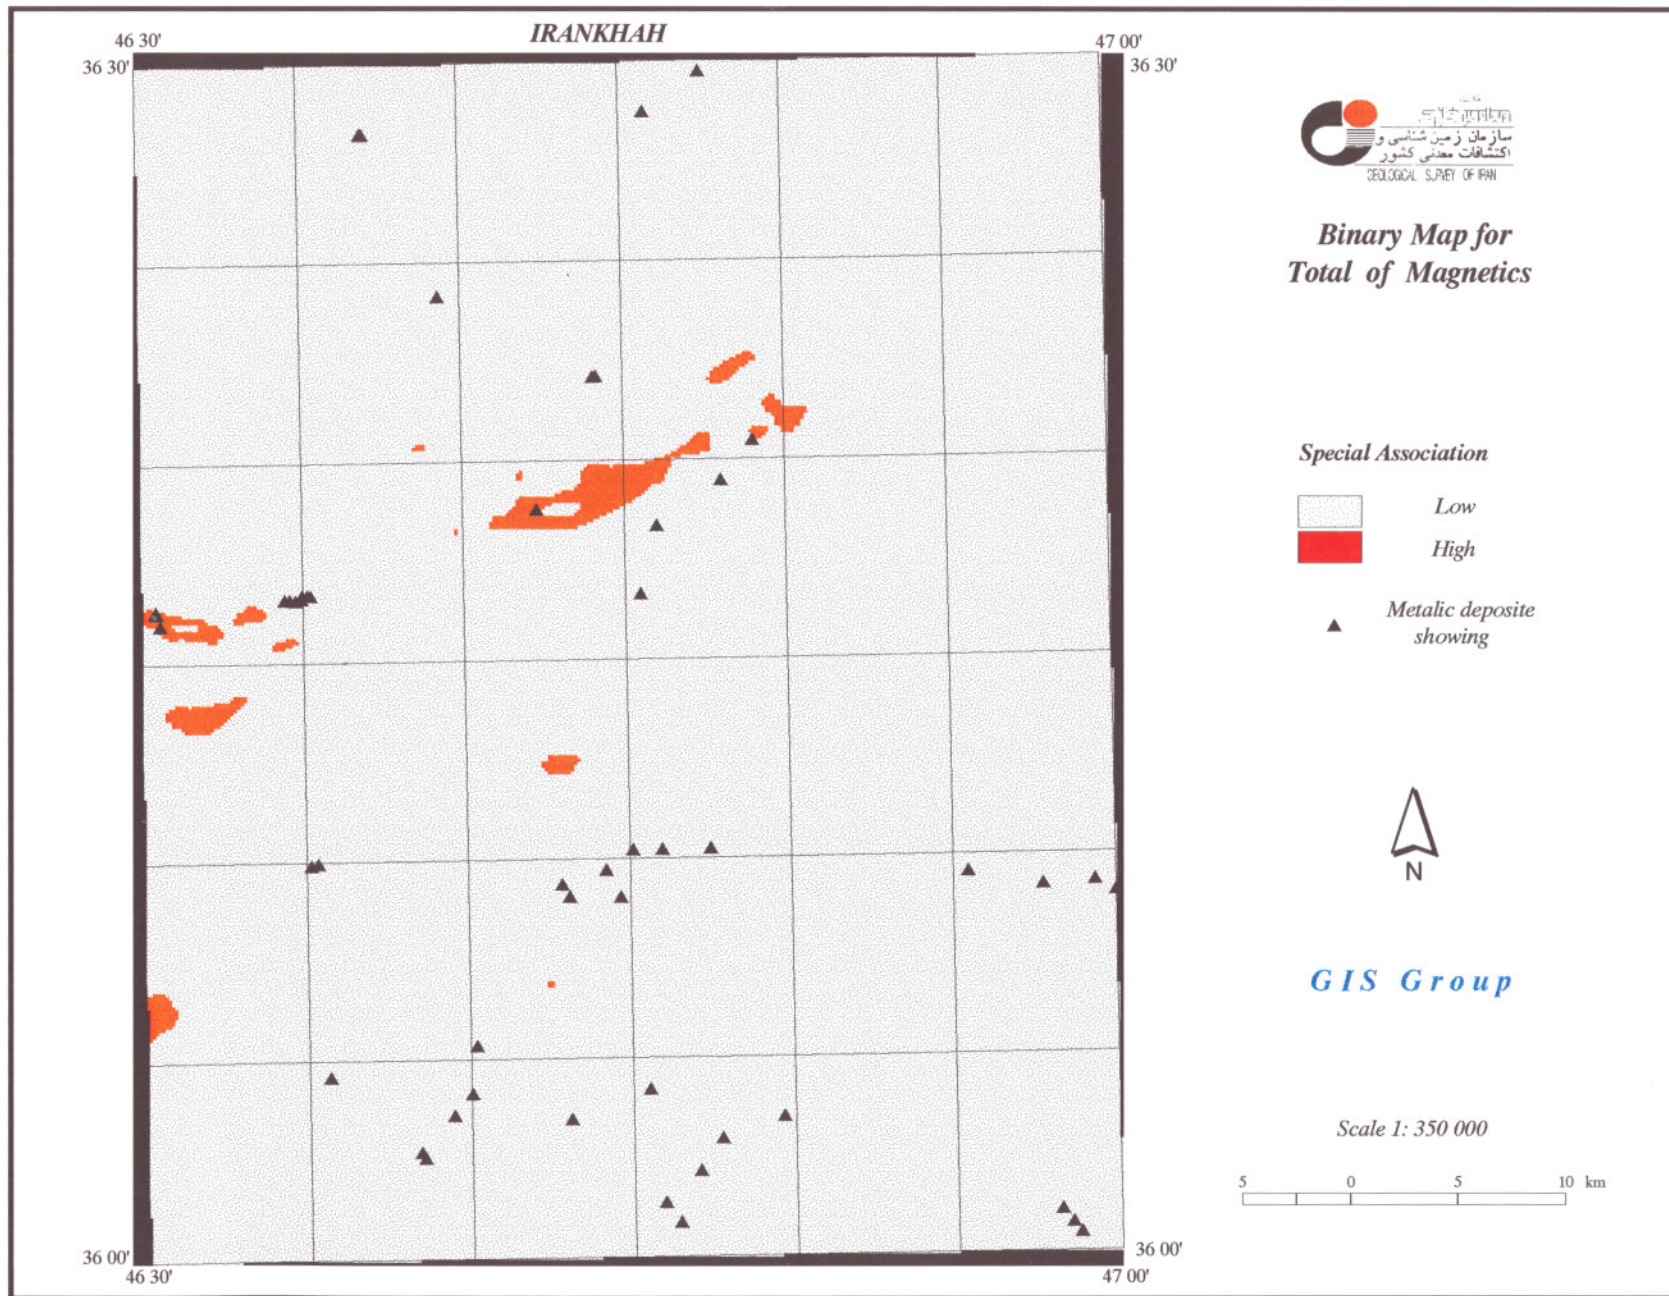 IRANKHAH
46 30'
47 00'
36 30'
36 30'
سازمان زمین شناسی و
اکتشافات معدنی کشور
GEOLOGICAL SURVEY OF IRAN
Binary Map for
Total of Magnetics
Special Association
Low
High
Metalic deposite
showing
N
GIS Group
Scale 1: 350 000
5 0 5 10 km
36 00'
36 00'
46 30'
47 00'